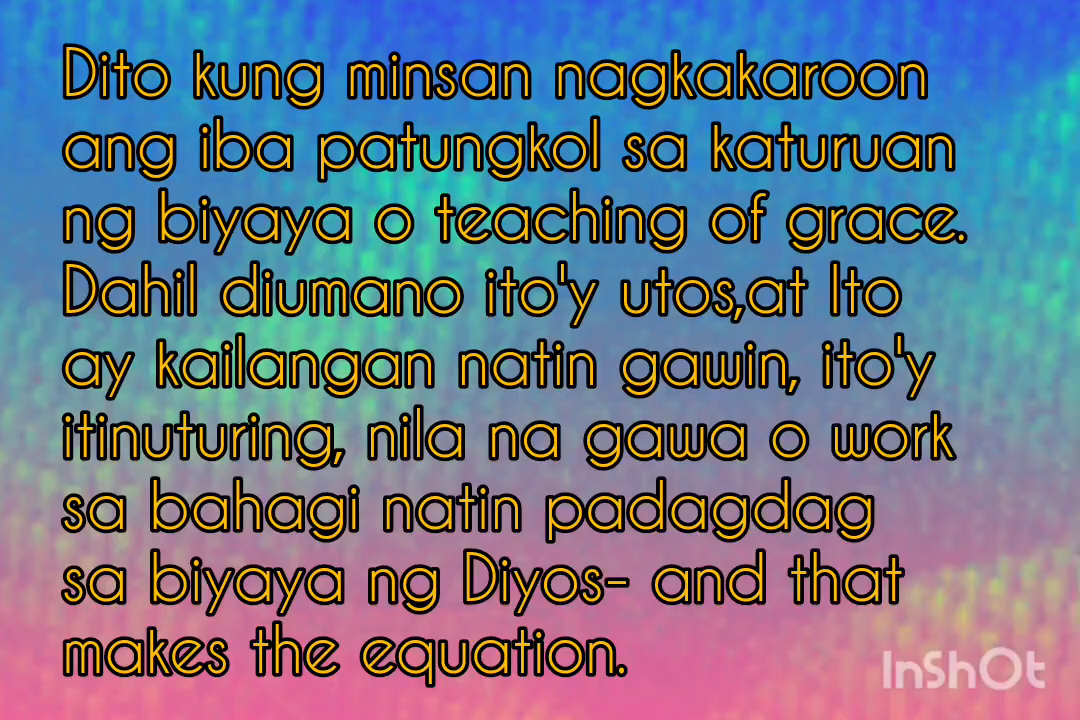 Dito kung minsan nagkakaroon
ang iba patungkol sa katuruan
ng biyaya o teaching of grace.
Dahil diumano ito'y utos,at Ito
ay kailangan natin gawin, ito'y
itinuturing, nila na gawa o work
sa bahagi natin padagdag
sa biyaya ng Diyos- and that
makes the equation.
InShOt